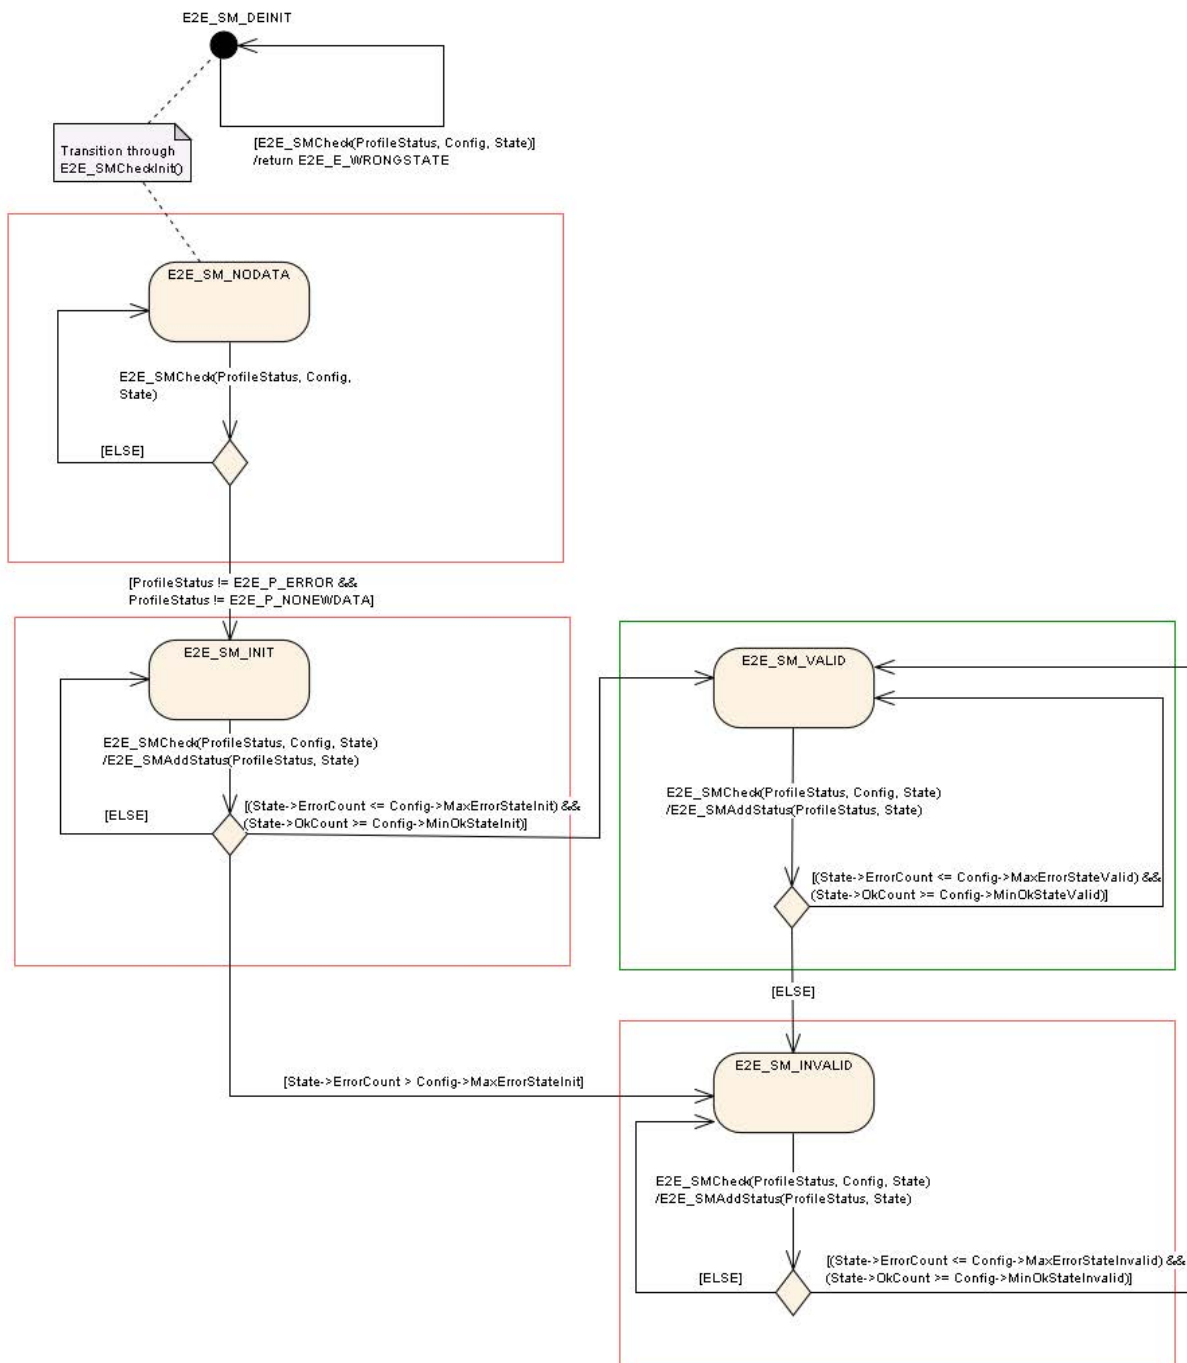 E2E_SM_DEINIT
[E2E_SMCheck(ProfileStatus, Config, State)]
/return E2E_E_WRONGSTATE
Transition through
E2E_SMCheckInit()
E2E_SM_NODATA
E2E_SMCheck(ProfileStatus, Config,
State)
[ELSE]
[ProfileStatus != E2E_P_ERROR &&
ProfileStatus != E2E_P_NONEWDATA]
E2E_SM_INIT
E2E_SMCheck(ProfileStatus, Config, State)
/E2E_SMAddStatus(ProfileStatus, State)
[ELSE]
[(State->ErrorCount <= Config->MaxErrorStateInit) &&
(State->OkCount >= Config->MinOkStateInit)]
E2E_SM_VALID
E2E_SMCheck(ProfileStatus, Config, State)
/E2E_SMAddStatus(ProfileStatus, State)
[(State->ErrorCount <= Config->MaxErrorStateValid) &&
(State->OkCount >= Config->MinOkStateValid)]
[ELSE]
[State->ErrorCount > Config->MaxErrorStateInit]
E2E_SM_INVALID
E2E_SMCheck(ProfileStatus, Config, State)
/E2E_SMAddStatus(ProfileStatus, State)
[ELSE]
[(State->ErrorCount <= Config->MaxErrorStateInvalid) &&
(State->OkCount >= Config->MinOkStateInvalid)]